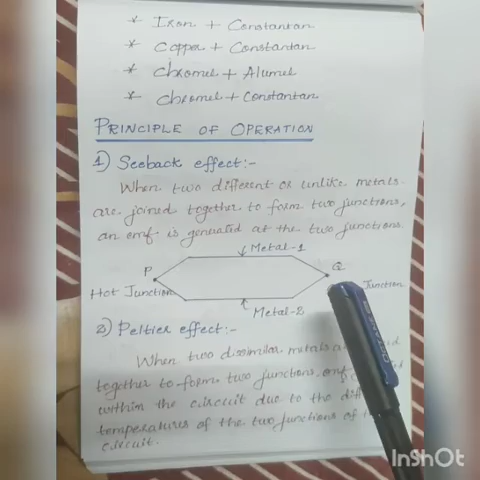 * Iron + Constantan
* Copper + Constantan
* Chromel + Alumel
* Chromel + Constantan
PRINCIPLE OF OPERATION
1) Seeback effect:-
When two different or unlike metals
are joined together to form two junctions,
an emf is generated at the two junctions.
Metal-1
P Q
Hot Junction Junction
Metal-2
2) Peltier effect:-
When two dissimilar metals
together to form two junctions, emf
within the circuit due to the
temperatures of the two junctions of
circuit.
InShOt